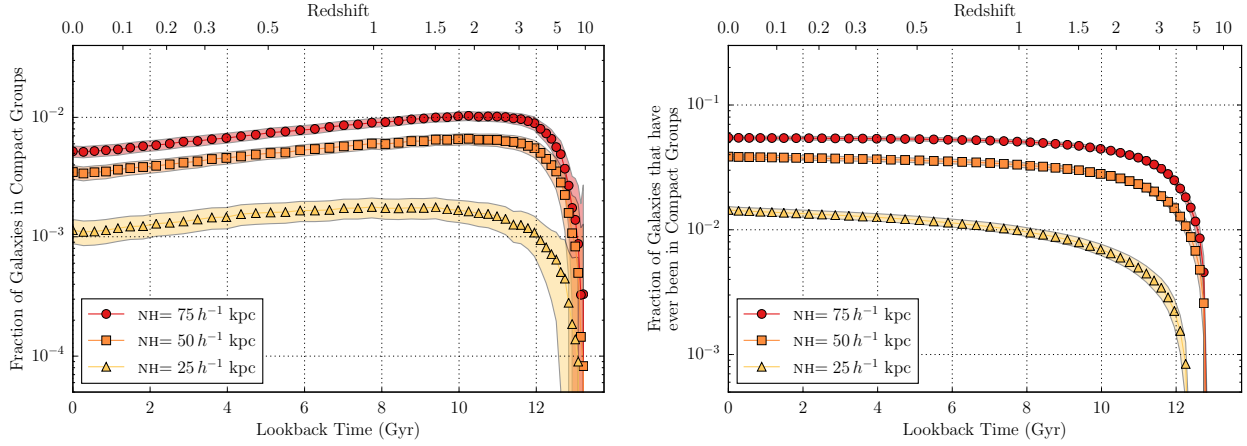 Redshift
0.0 0.1 0.2 0.3 0.5 1 1.5 2 3 5 10
Fraction of Galaxies in Compact Groups
10⁻²
10⁻³
10⁻⁴
NH= 75 h⁻¹ kpc
NH= 50 h⁻¹ kpc
NH= 25 h⁻¹ kpc
0 2 4 6 8 10 12
Lookback Time (Gyr)
Redshift
0.0 0.1 0.2 0.3 0.5 1 1.5 2 3 5 10
Fraction of Galaxies that have
ever been in Compact Groups
10⁻¹
10⁻²
10⁻³
NH= 75 h⁻¹ kpc
NH= 50 h⁻¹ kpc
NH= 25 h⁻¹ kpc
0 2 4 6 8 10 12
Lookback Time (Gyr)